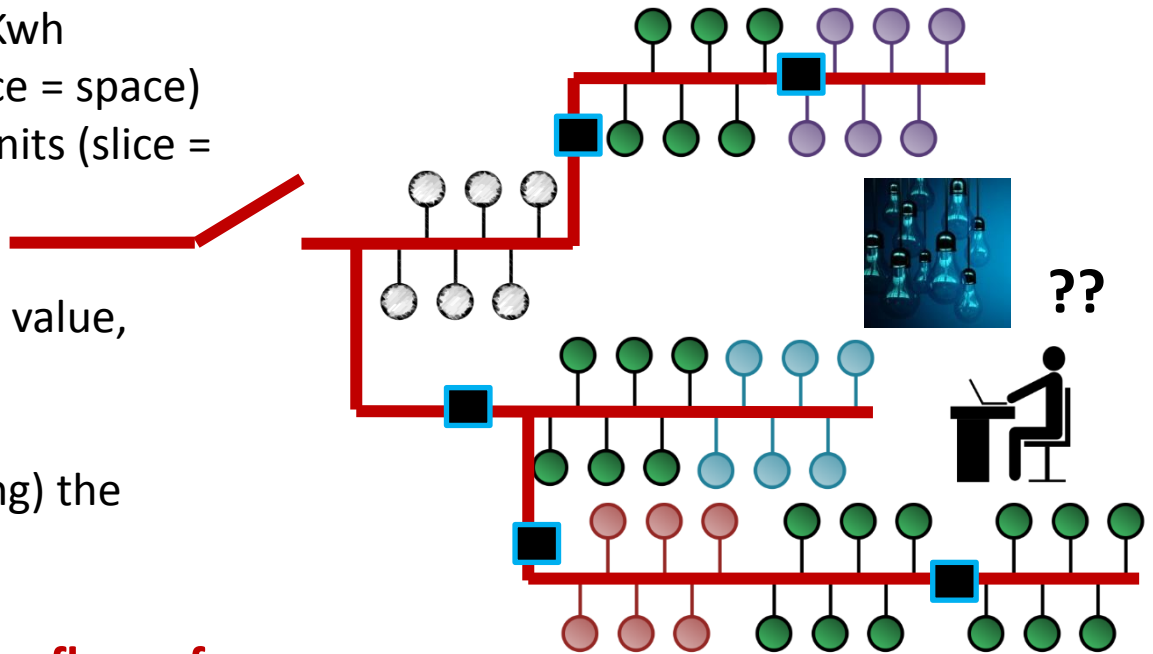 Kwh
ce = space)
nits (slice =
value,
??
ng) the